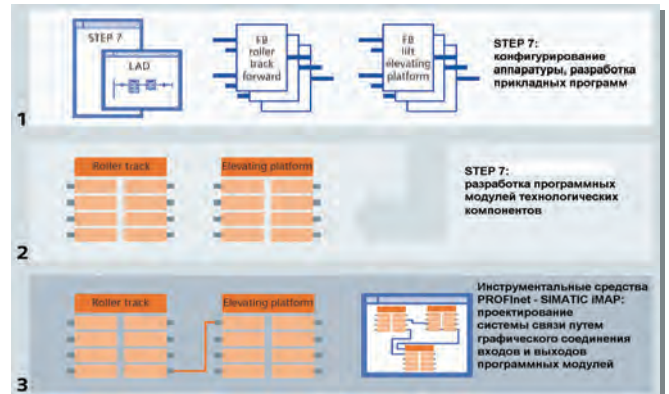 STEP 7
LAD
FB
roller
track
forward
FB
lift
elevating
platform
STEP 7:
конфигурирование
аппаратуры, разработка
прикладных программ
1
Roller track
Elevating platform
STEP 7:
разработка программных
модулей технологических
компонентов
2
Roller track
Elevating platform
Инструментальные средства
PROFInet - SIMATIC iMAP:
проектирование
системы связи путем
графического соединения
входов и выходов
программных модулей
3